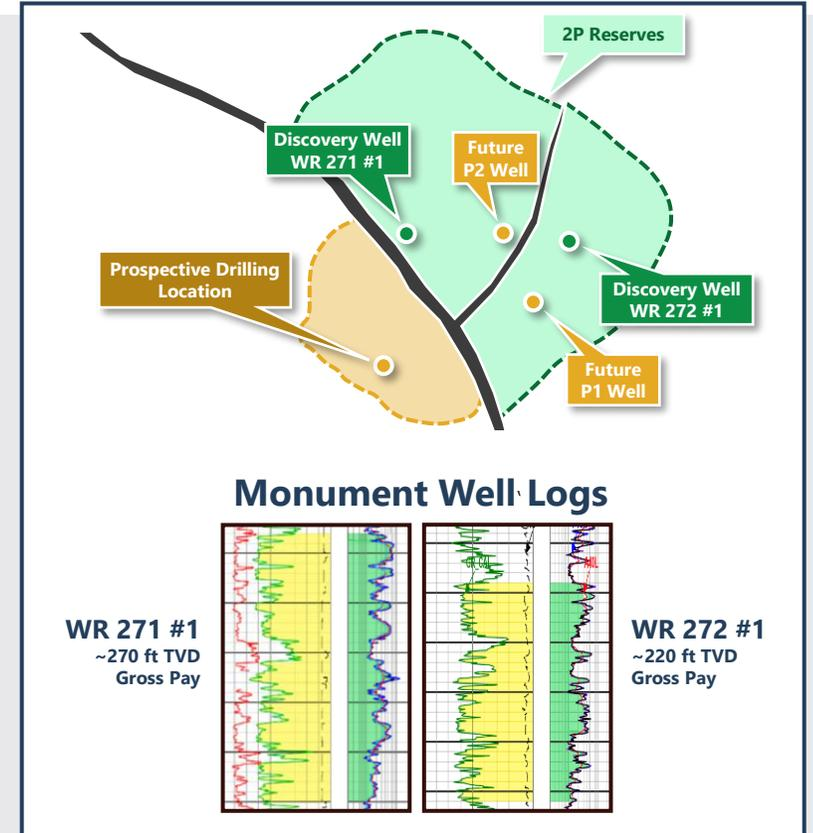 2P Reserves
Discovery Well
WR 271 #1
Future
P2 Well
Prospective Drilling
Location
Discovery Well
WR 272 #1
Future
P1 Well
Monument Well Logs
WR 271 #1
~270 ft TVD
Gross Pay
WR 272 #1
~220 ft TVD
Gross Pay